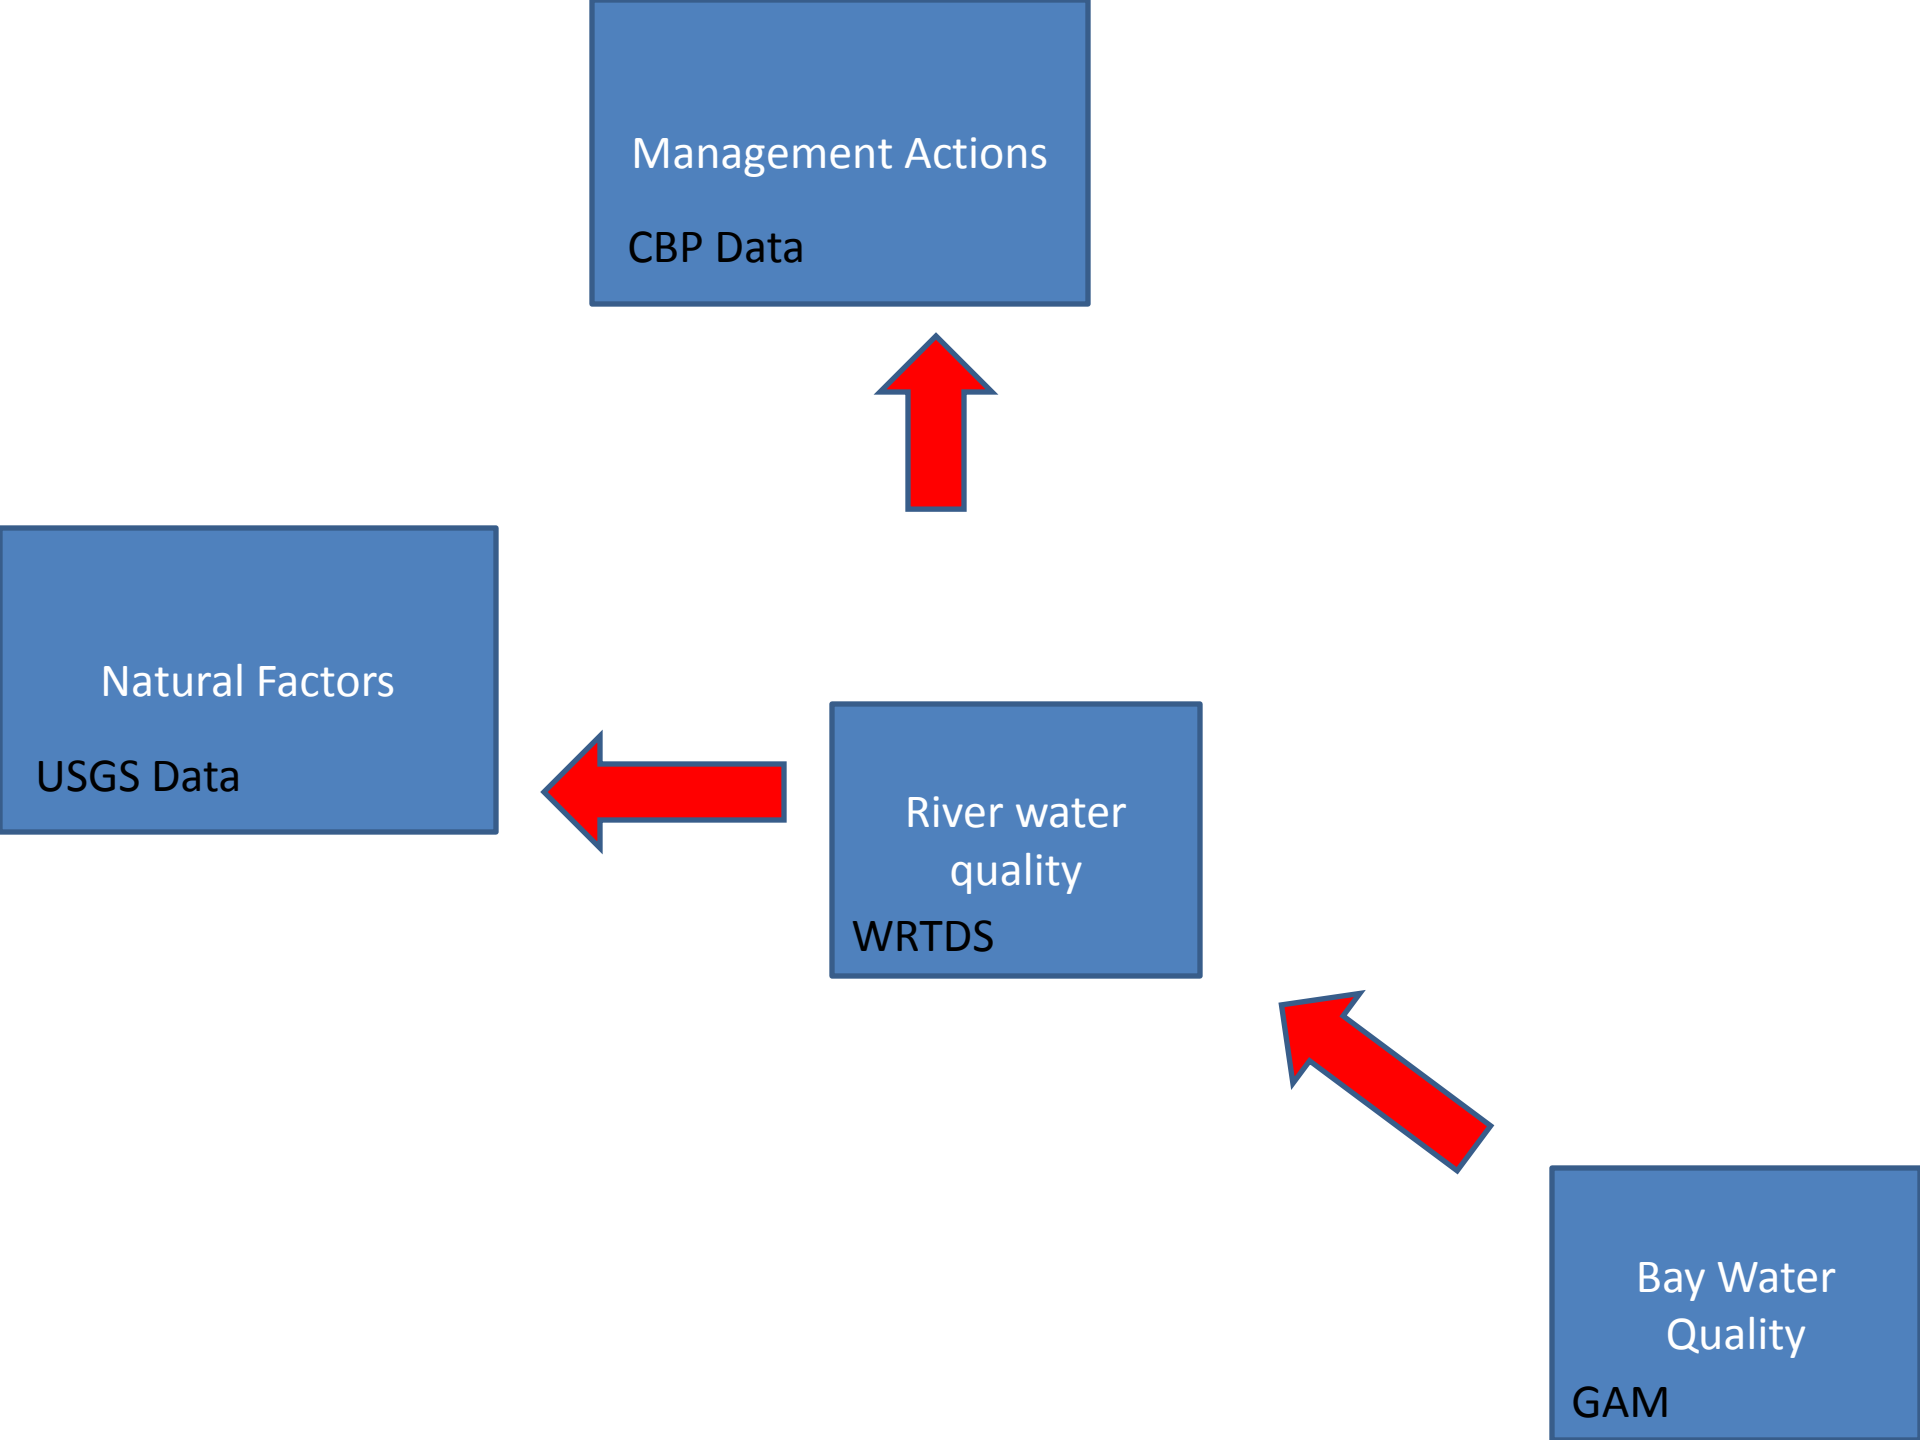 Management Actions
CBP Data
Natural Factors
USGS Data
River water
quality
WRTDS
Bay Water
Quality
GAM